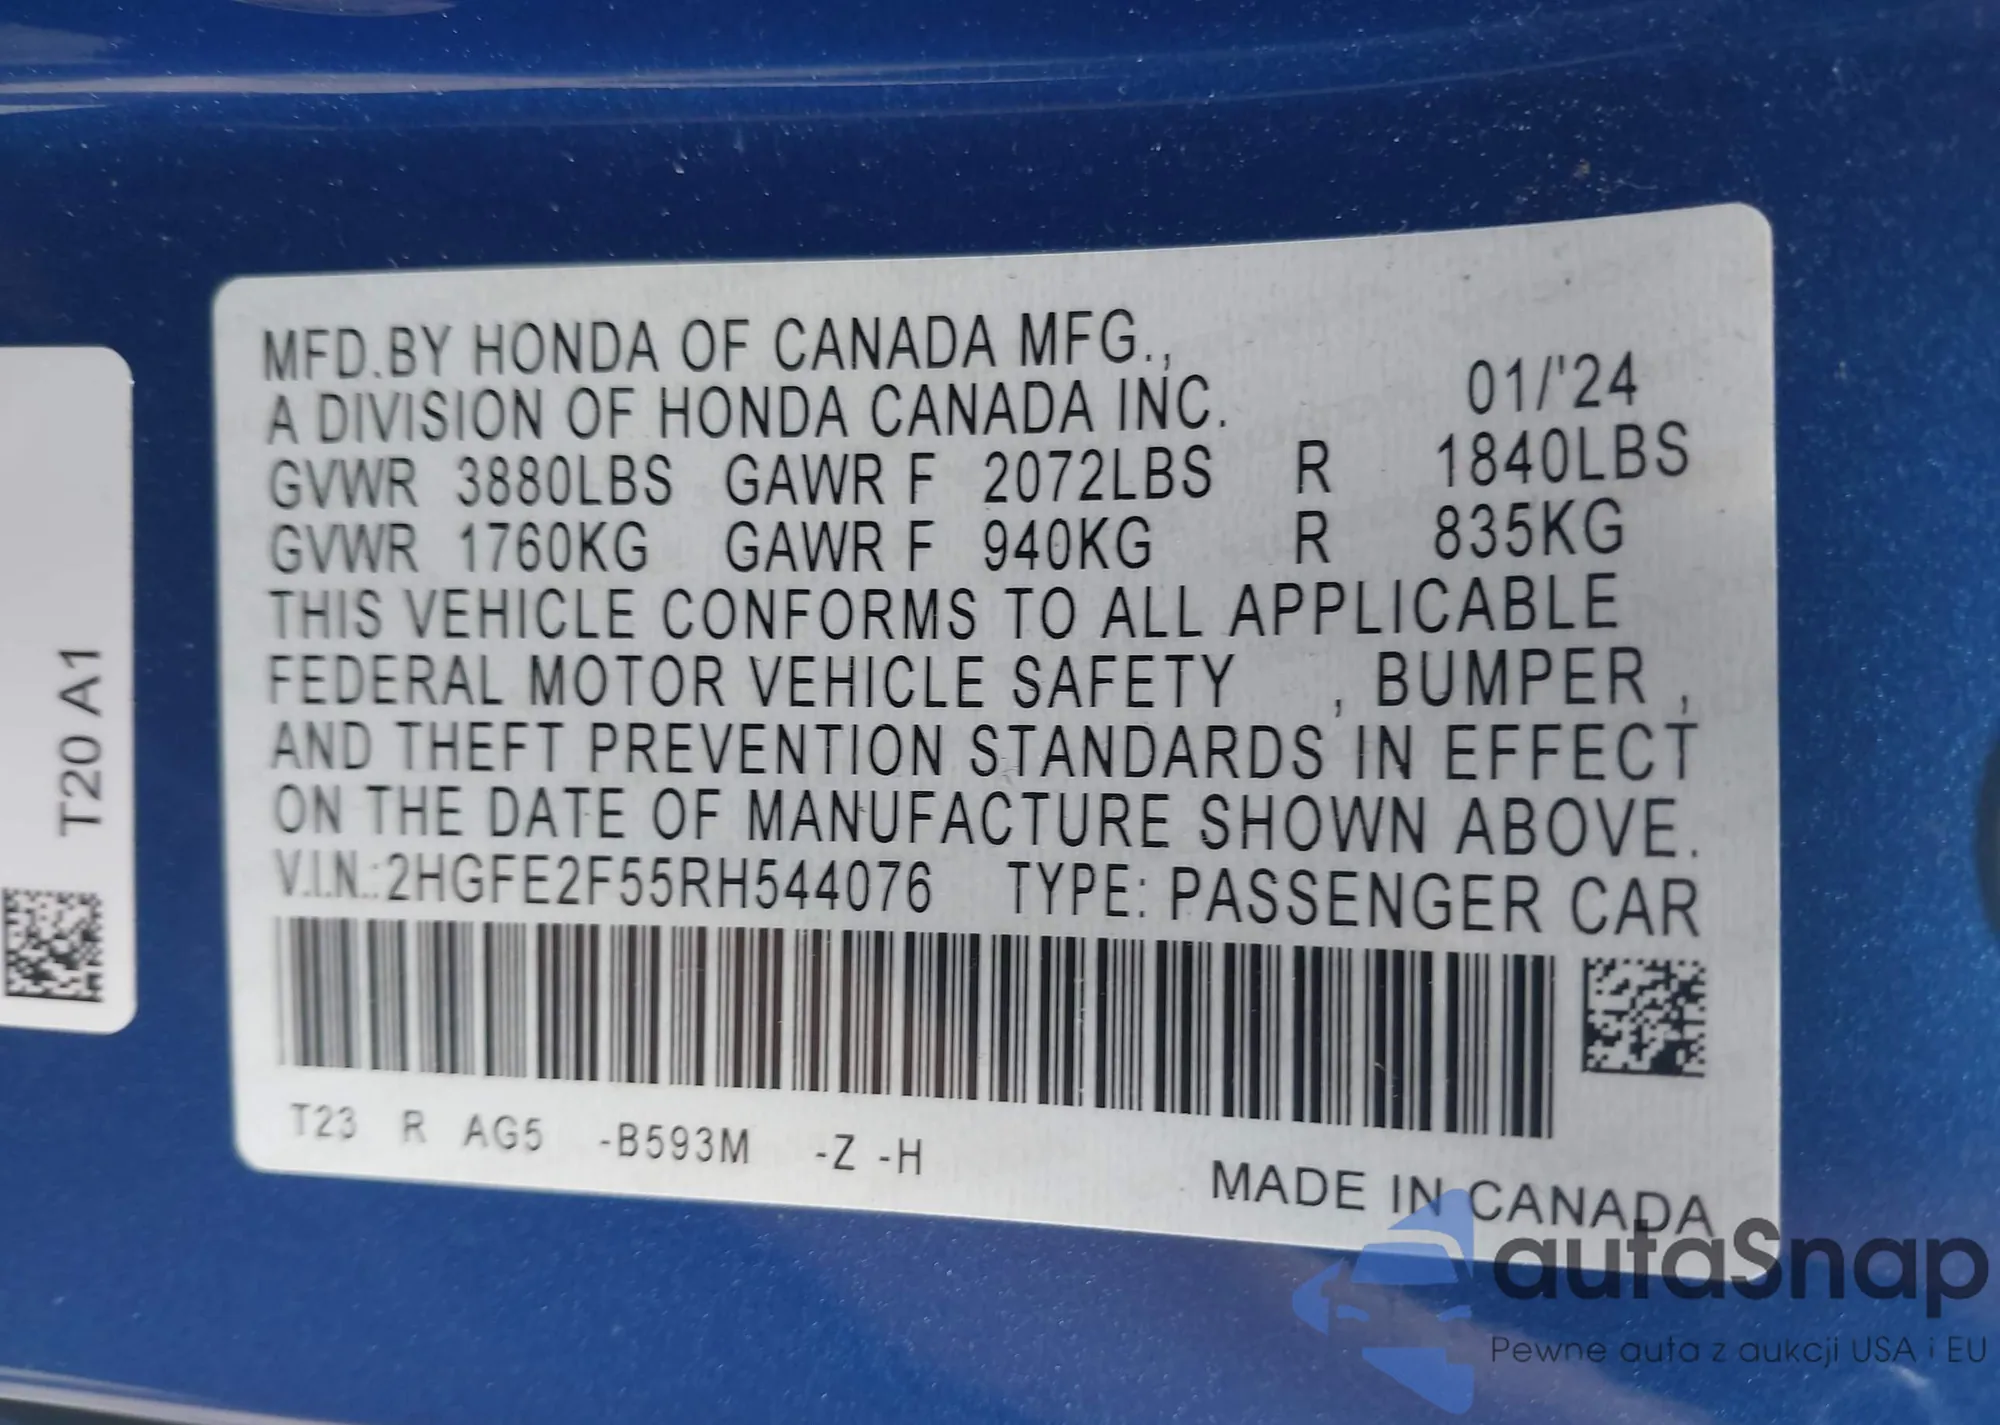 MFD.BY HONDA OF CANADA MFG.,
A DIVISION OF HONDA CANADA INC. 01/'24
GVWR 3880LBS GAWR F 2072LBS R 1840LBS
GVWR 1760KG GAWR F 940KG R 835KG
THIS VEHICLE CONFORMS TO ALL APPLICABLE
FEDERAL MOTOR VEHICLE SAFETY , BUMPER ,
AND THEFT PREVENTION STANDARDS IN EFFECT
ON THE DATE OF MANUFACTURE SHOWN ABOVE.
V.I.N.:2HGFE2F55RH544076 TYPE: PASSENGER CAR
T23 R AG5 -B593M -Z -H
MADE IN CANADA
T20 A1
autaSnap
Pewne auta z aukcji USA i EU